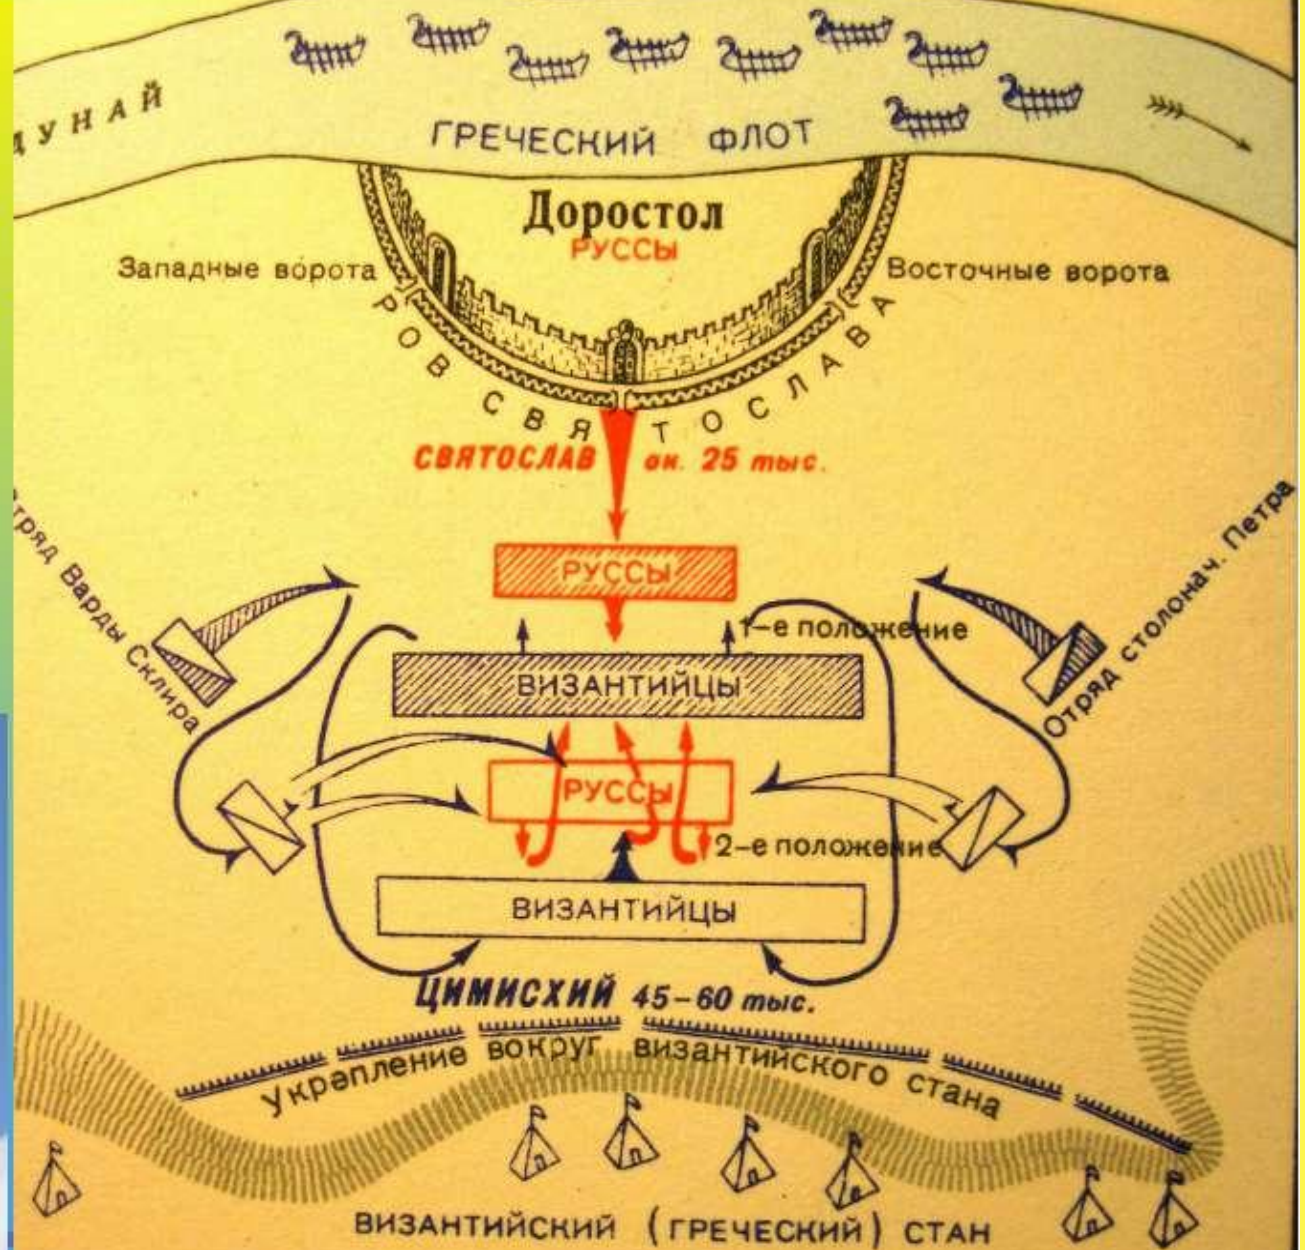 ДУНАЙ
ГРЕЧЕСКИЙ ФЛОТ
Доростол
РУССЫ
Западные ворота
Восточные ворота
РОВ СВЯТОСЛАВА
СВЯТОСЛАВ ок. 25 тыс.
Отряд Варды Склира
Отряд столонач. Петра
РУССЫ
1-е положение
ВИЗАНТИЙЦЫ
РУССЫ
2-е положение
ВИЗАНТИЙЦЫ
ЦИМИСХИЙ 45-60 тыс.
Укрепление вокруг византийского стана
ВИЗАНТИЙСКИЙ (ГРЕЧЕСКИЙ) СТАН